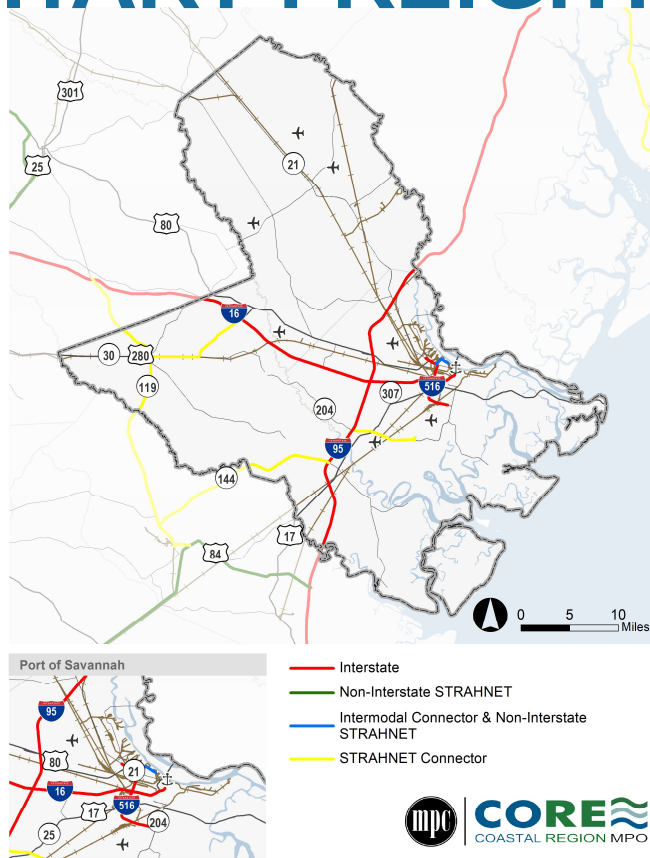 301
25
21
80
16
30
280
119
307
516
204
95
144
17
84
0 5 10
Miles
Port of Savannah
95
80
21
16
516
17
204
25
Interstate
Non-Interstate STRAHNET
Intermodal Connector & Non-Interstate
STRAHNET
STRAHNET Connector
mpc
CORE
COASTAL REGION MPO